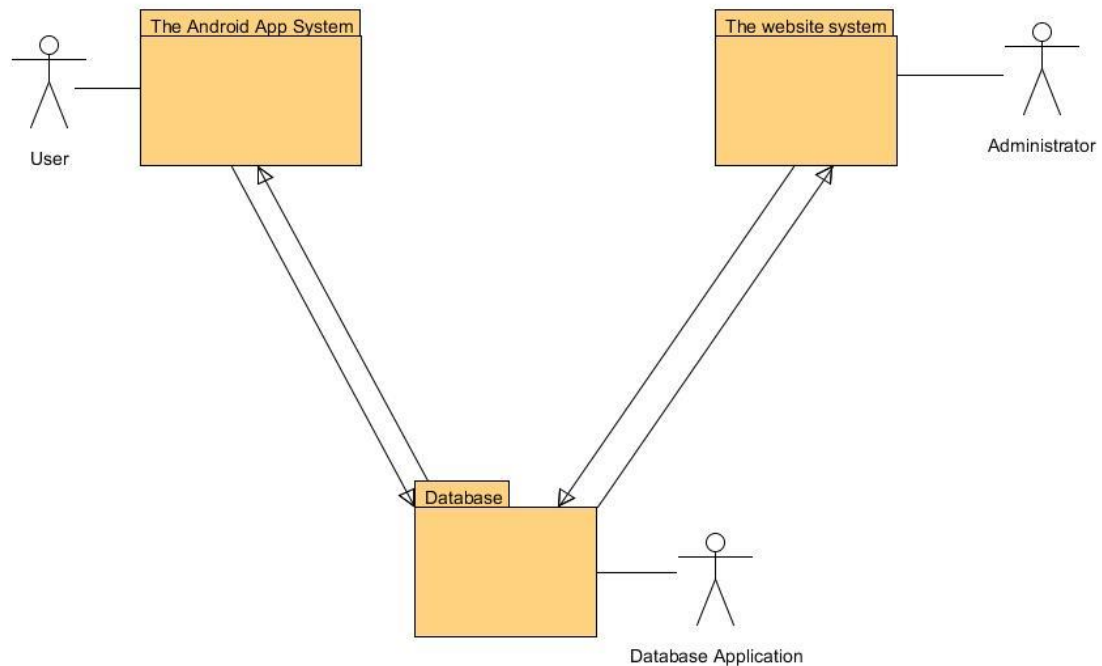 The Android App System
The website system
User
Administrator
Database
Database Application